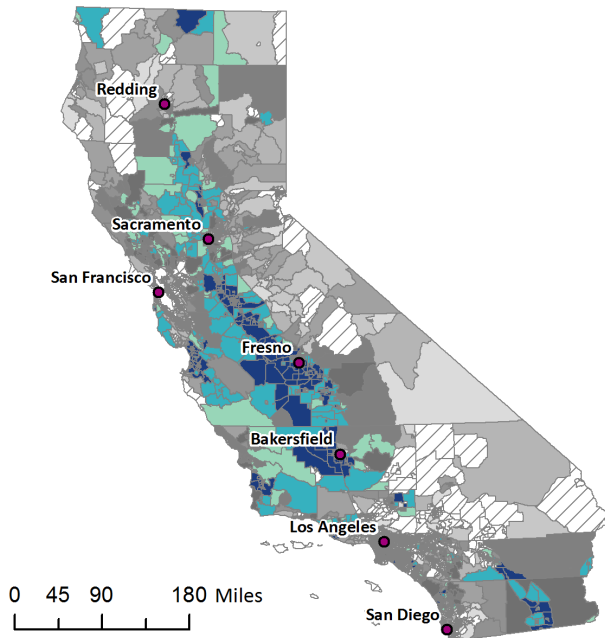 Redding
Sacramento
San Francisco
Fresno
Bakersfield
Los Angeles
San Diego
0 45 90 180 Miles